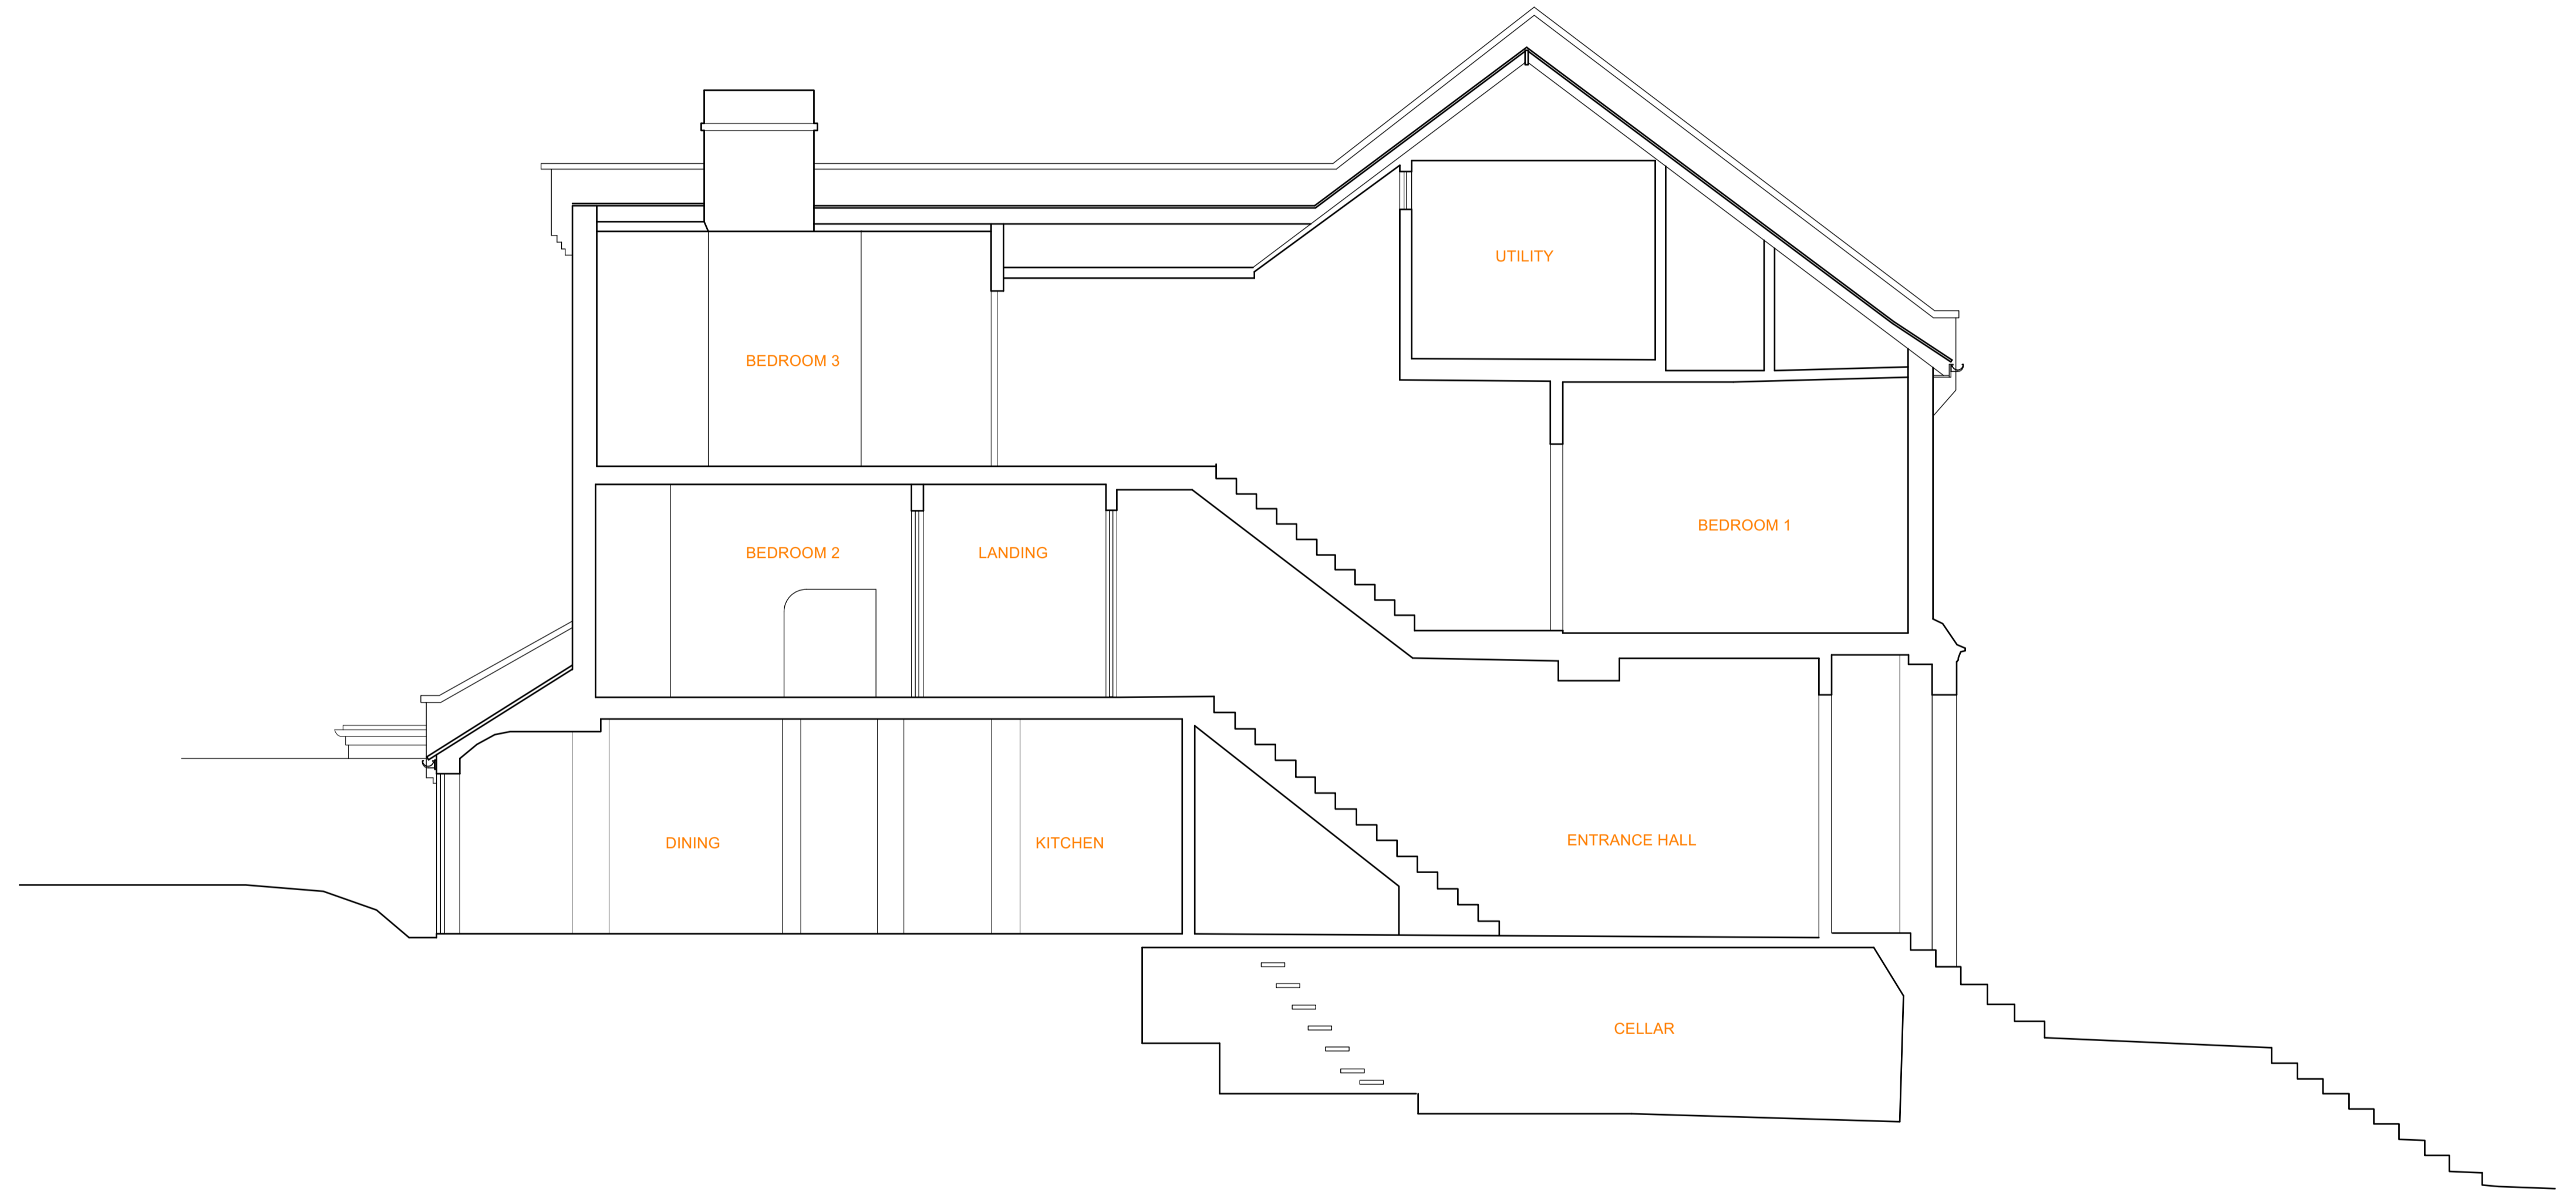 UTILITY
BEDROOM 3
BEDROOM 1
BEDROOM 2
LANDING
DINING
KITCHEN
ENTRANCE HALL
CELLAR